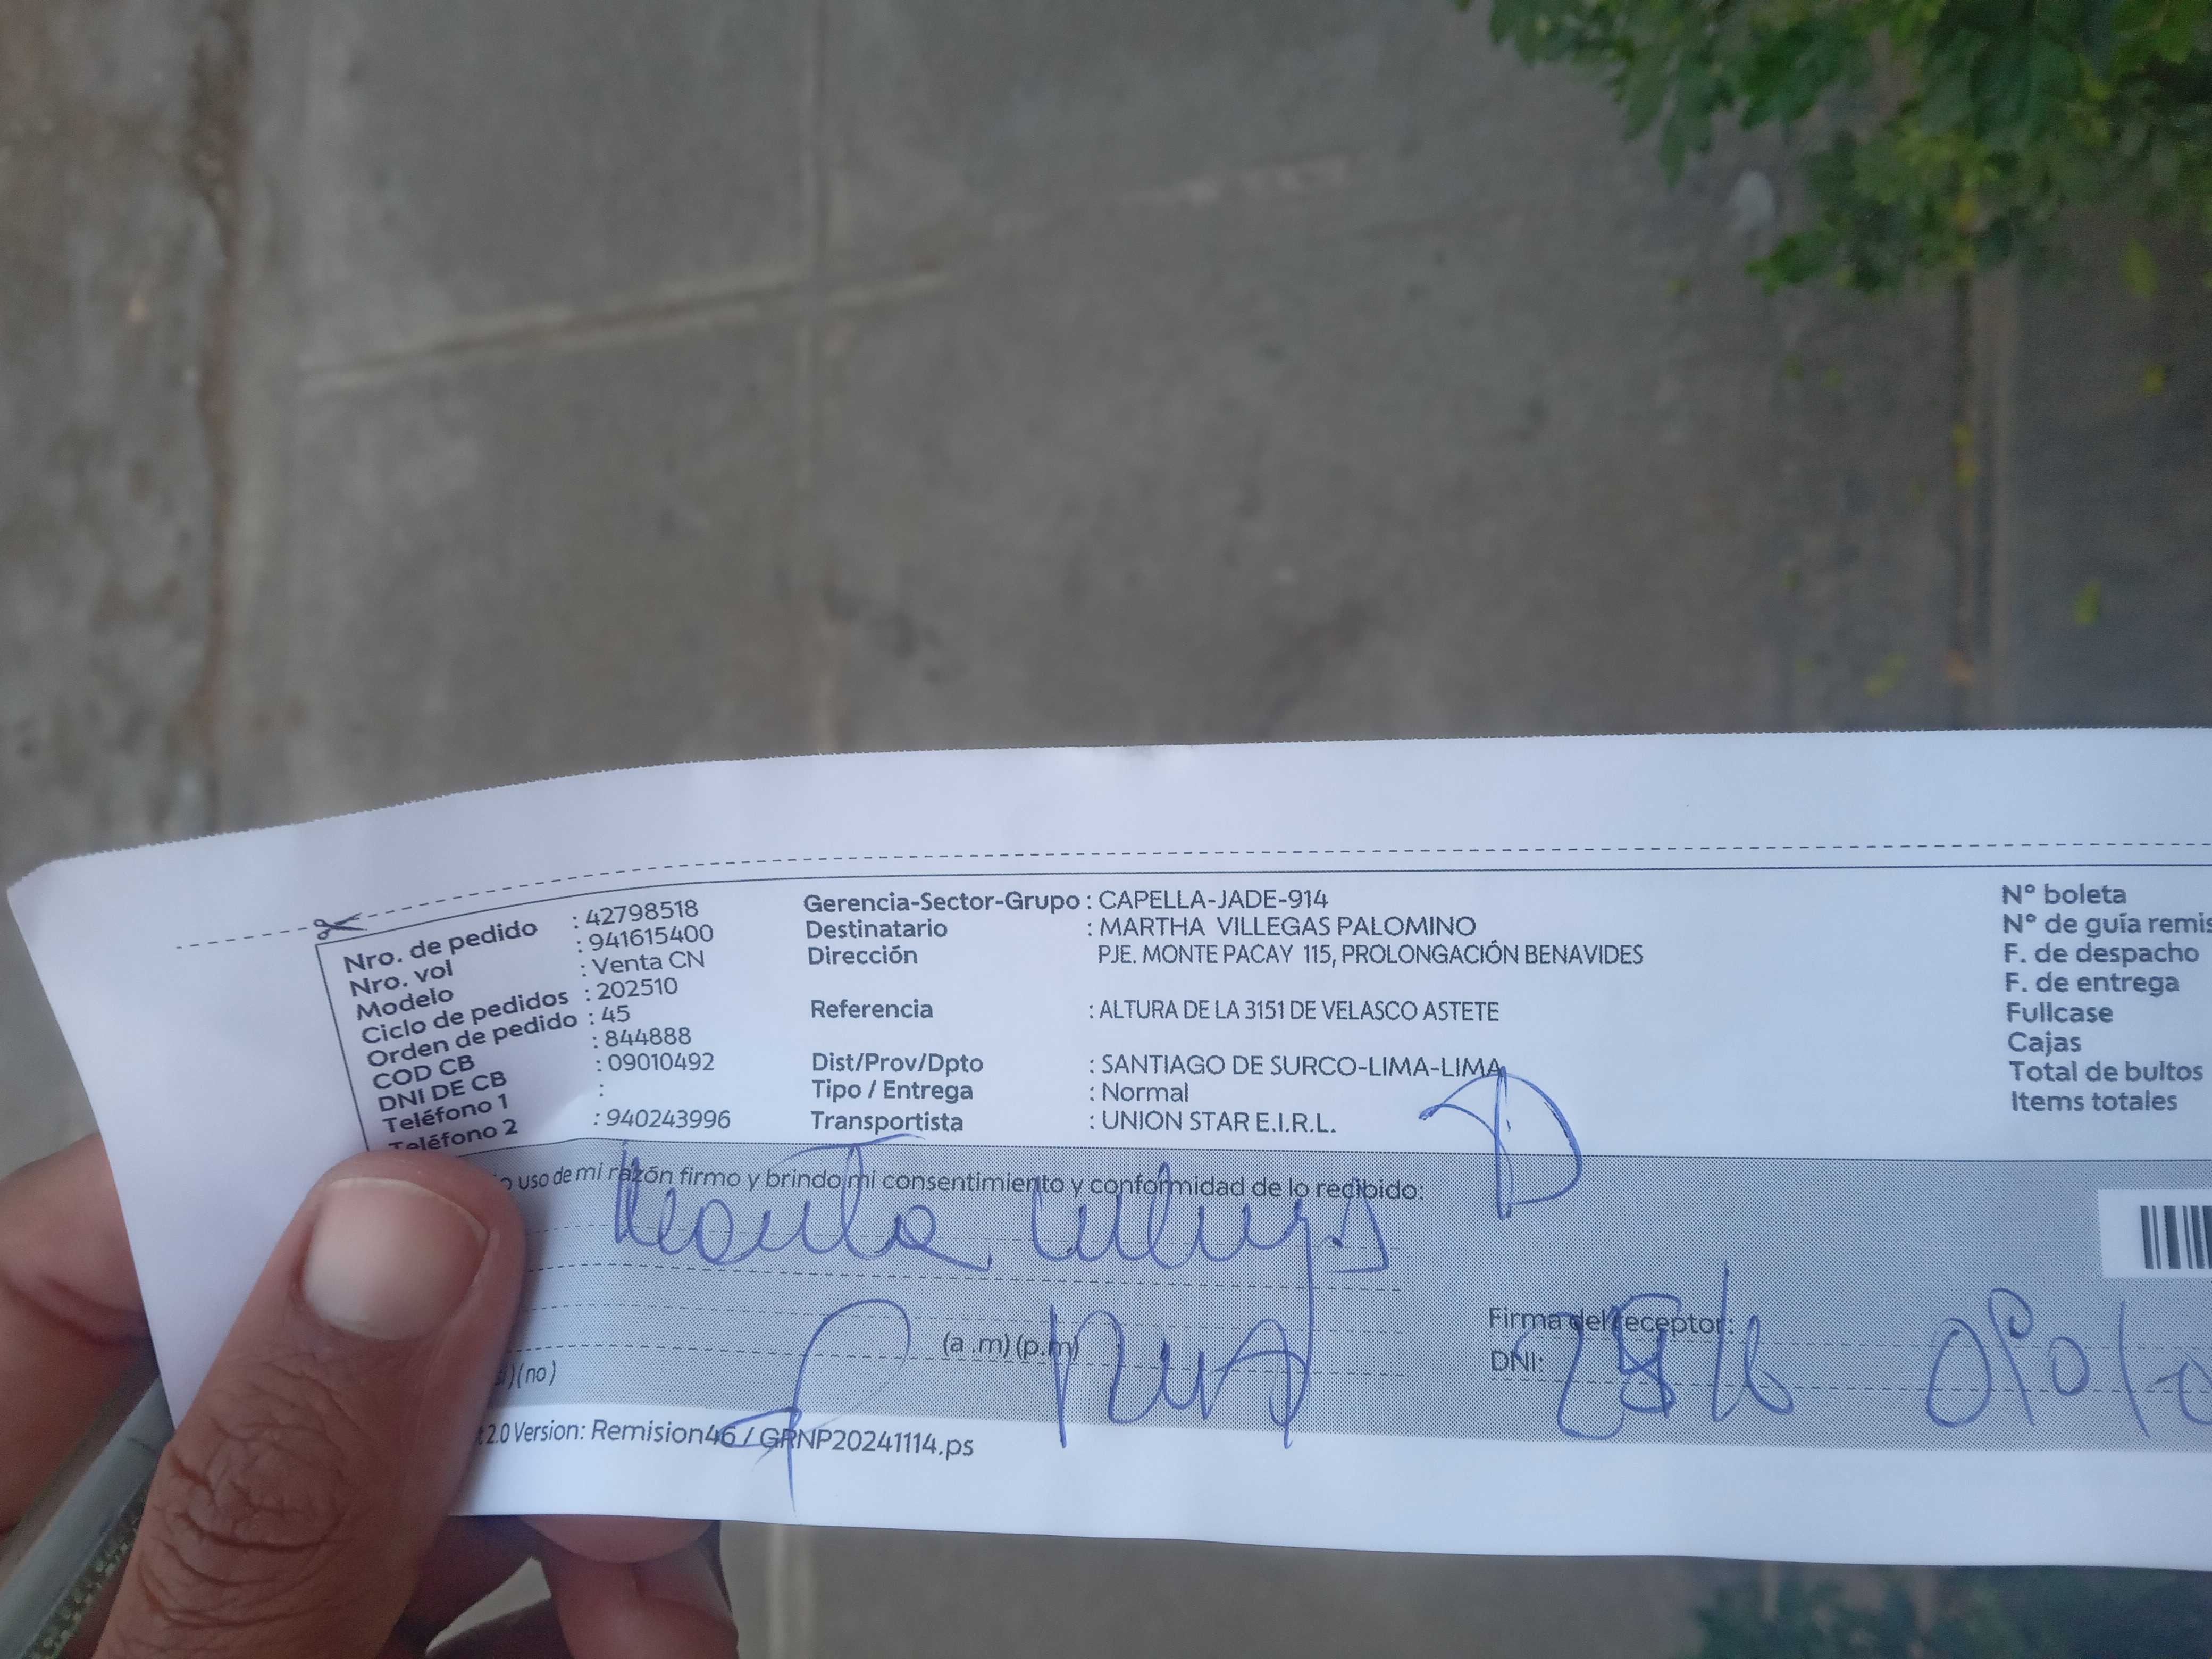 Nro. de pedido : 42798518
Nro. vol : 941615400
Modelo : Venta CN
Ciclo de pedidos : 202510
Orden de pedido : 45
COD CB : 844888
DNI DE CB : 09010492
Teléfono 1 :
Teléfono 2 : 940243996
Gerencia-Sector-Grupo : CAPELLA-JADE-914
Destinatario : MARTHA VILLEGAS PALOMINO
Dirección PJE. MONTE PACAY 115, PROLONGACIÓN BENAVIDES
Referencia : ALTURA DE LA 3151 DE VELASCO ASTETE
Dist/Prov/Dpto : SANTIAGO DE SURCO-LIMA-LIMA
Tipo / Entrega : Normal
Transportista : UNION STAR E.I.R.L.
N° boleta
N° de guía remis
F. de despacho
F. de entrega
Fullcase
Cajas
Total de bultos
Items totales
D
uso de mi razón firmo y brindo mi consentimiento y conformidad de lo recibido:
(a .m) (p.m)
Firma del receptor:
DNI:
(no)
2.0 Version: Remision46 / GRNP20241114.ps